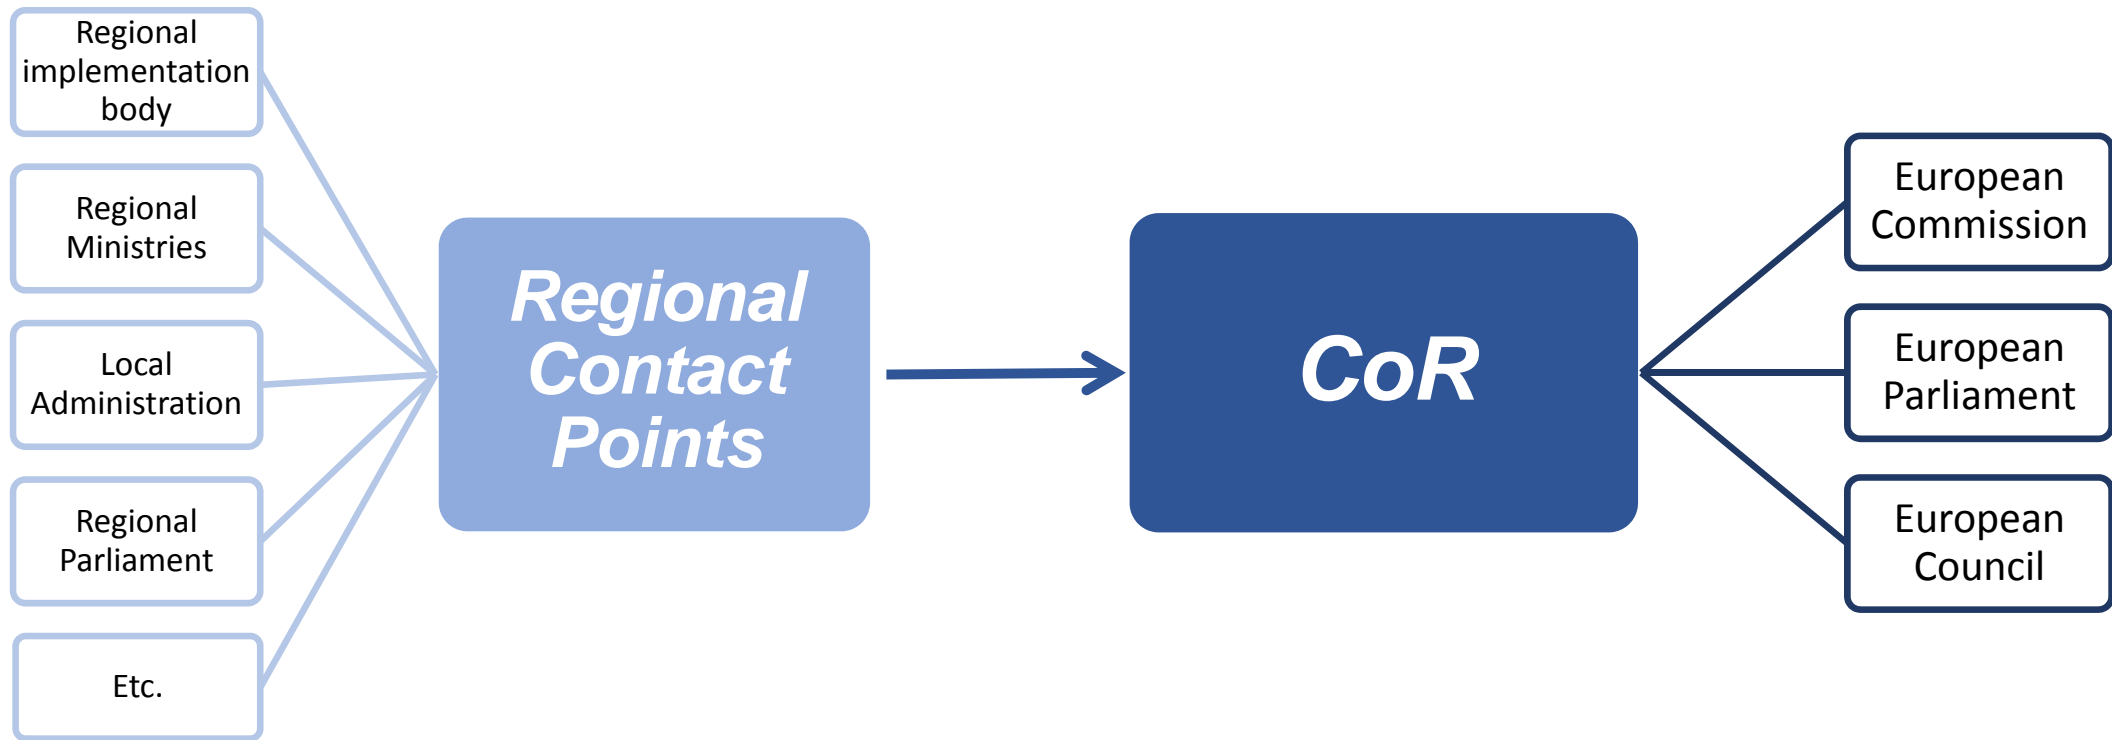 Regional
implementation
body
Regional
Ministries
Local
Administration
Regional
Parliament
Etc.
Regional
Contact
Points
CoR
European
Commission
European
Parliament
European
Council